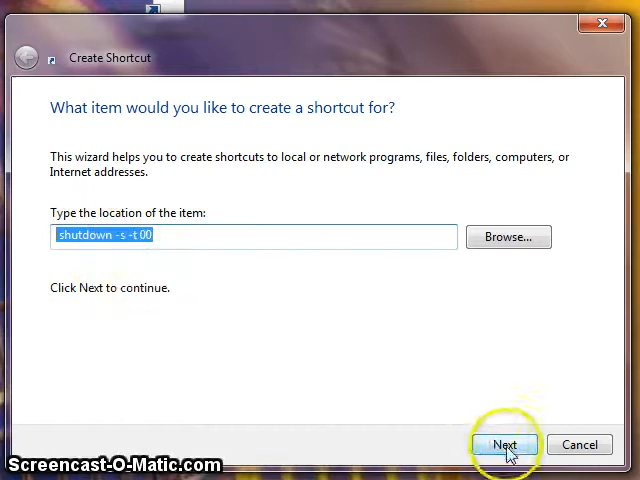 Create Shortcut
What item would you like to create a shortcut for?
This wizard helps you to create shortcuts to local or network programs, files, folders, computers, or
Internet addresses.
Type the location of the item:
shutdown -s -t 00
Browse...
Click Next to continue.
Next
Cancel
Screencast-O-Matic.com